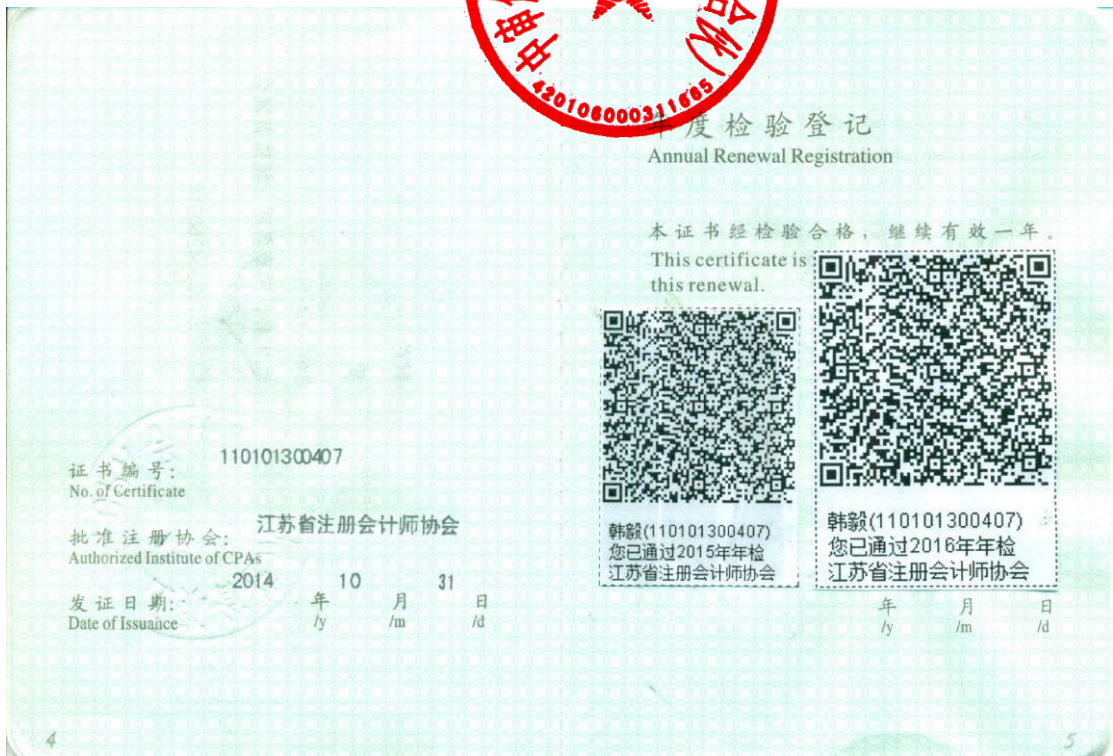 中审
合伙）
420106000311665
年度检验登记
Annual Renewal Registration
本证书经检验合格，继续有效一年。
This certificate is
this renewal.
证书编号：
No. of Certificate
110101300407
批准注册协会：
Authorized Institute of CPAs
江苏省注册会计师协会
发证日期：
Date of Issuance
2014 年 10 月 31 日
/y /m /d
韩毅(110101300407)
您已通过2015年年检
江苏省注册会计师协会
韩毅(110101300407)
您已通过2016年年检
江苏省注册会计师协会
年 月 日
/y /m /d
4
5